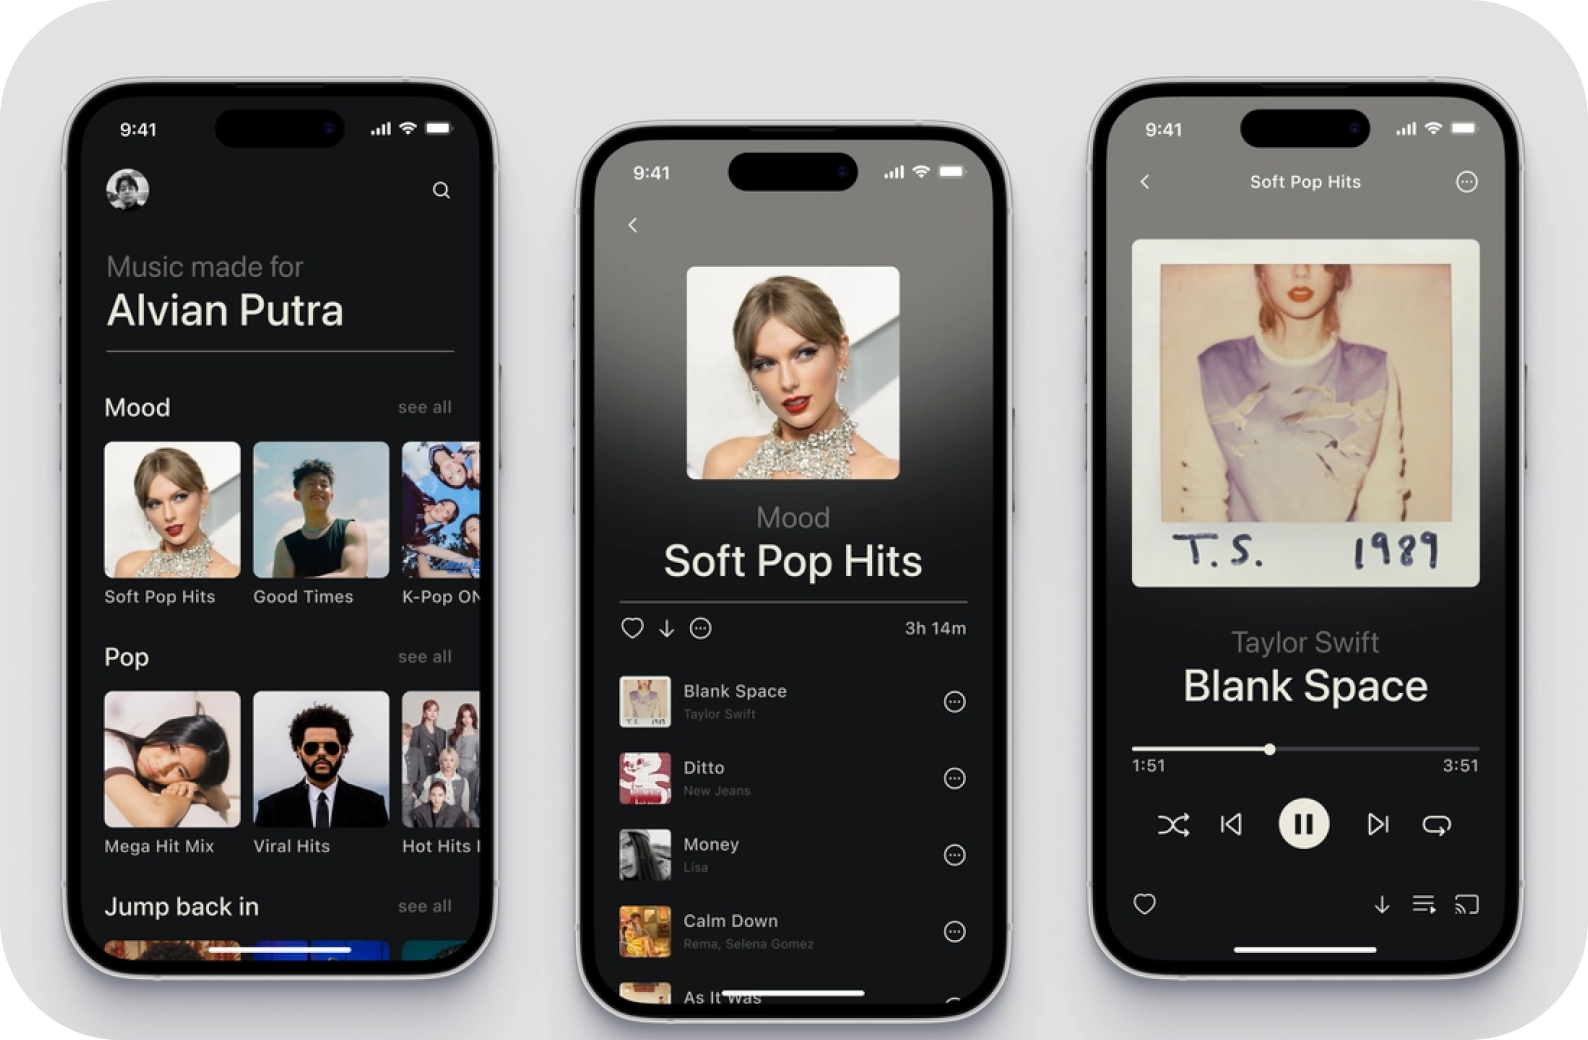 9:41
Music made for
Alvian Putra
Mood
see all
Soft Pop Hits
Good Times
K-Pop ON
Pop
see all
Mega Hit Mix
Viral Hits
Hot Hits
Jump back in
see all
9:41
Mood
Soft Pop Hits
3h 14m
Blank Space
Taylor Swift
Ditto
New Jeans
Money
Lisa
Calm Down
Rema, Selena Gomez
As It Was
9:41
Soft Pop Hits
T.S. 1989
Taylor Swift
Blank Space
1:51
3:51